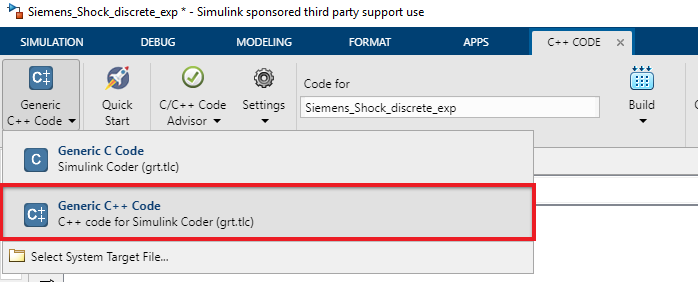 Siemens_Shock_discrete_exp * - Simulink sponsored third party support use
SIMULATION DEBUG MODELING FORMAT APPS C++ CODE
Generic C++ Code
Quick Start
C/C++ Code Advisor
Settings
Code for
Siemens_Shock_discrete_exp
Build
Generic C Code
Simulink Coder (grt.tlc)
Generic C++ Code
C++ code for Simulink Coder (grt.tlc)
Select System Target File...